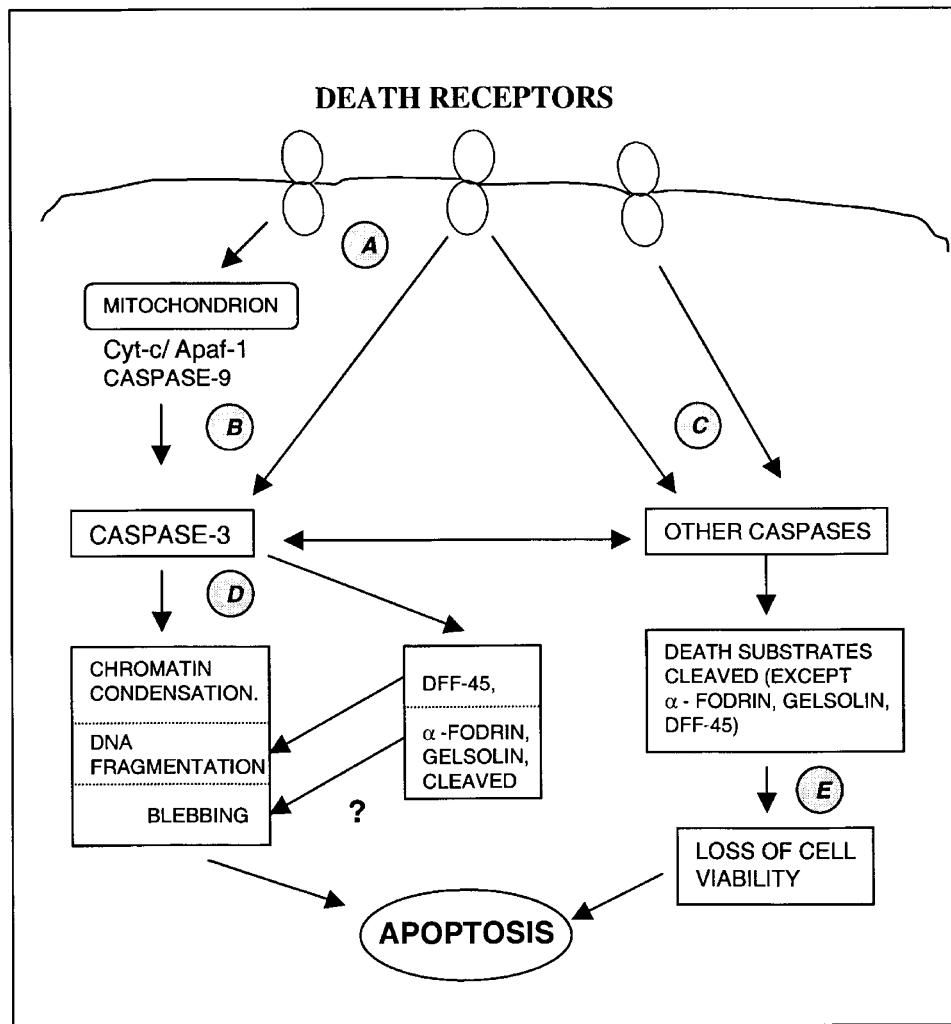 DEATH RECEPTORS
A
MITOCHONDRION
Cyt-c/ Apaf-1
CASPASE-9
B
C
CASPASE-3
OTHER CASPASES
D
CHROMATIN
CONDENSATION.
DNA
FRAGMENTATION
BLEBBING
DFF-45,
α -FODRIN,
GELSOLIN,
CLEAVED
?
DEATH SUBSTRATES
CLEAVED (EXCEPT
α - FODRIN, GELSOLIN,
DFF-45)
E
LOSS OF CELL
VIABILITY
APOPTOSIS